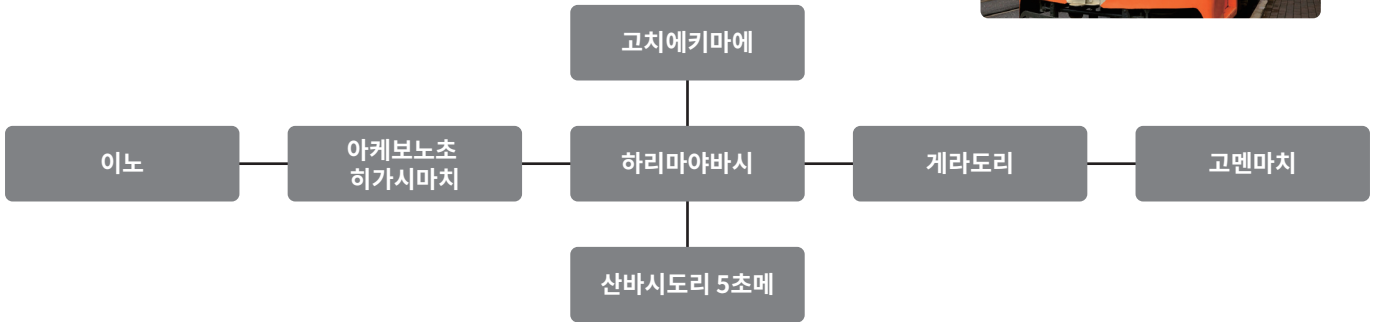 고치에키마에
이노
아케보노초
히가시마치
하리마야바시
게라도리
고멘마치
산바시도리 5초메